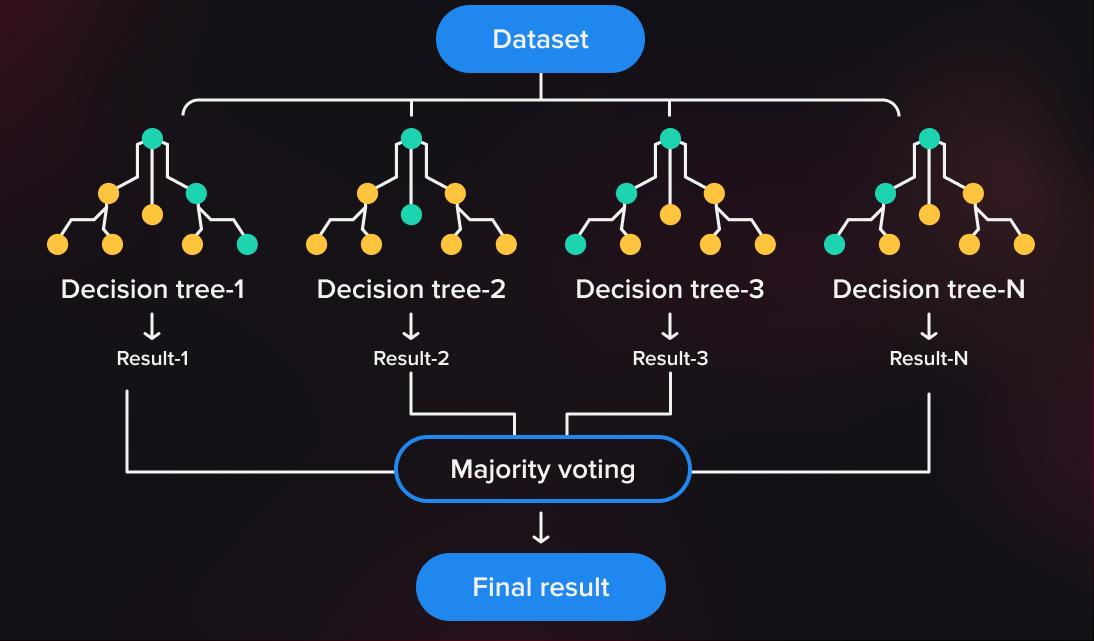 Dataset
Decision tree-1
Decision tree-2
Decision tree-3
Decision tree-N
Result-1
Result-2
Result-3
Result-N
Majority voting
Final result